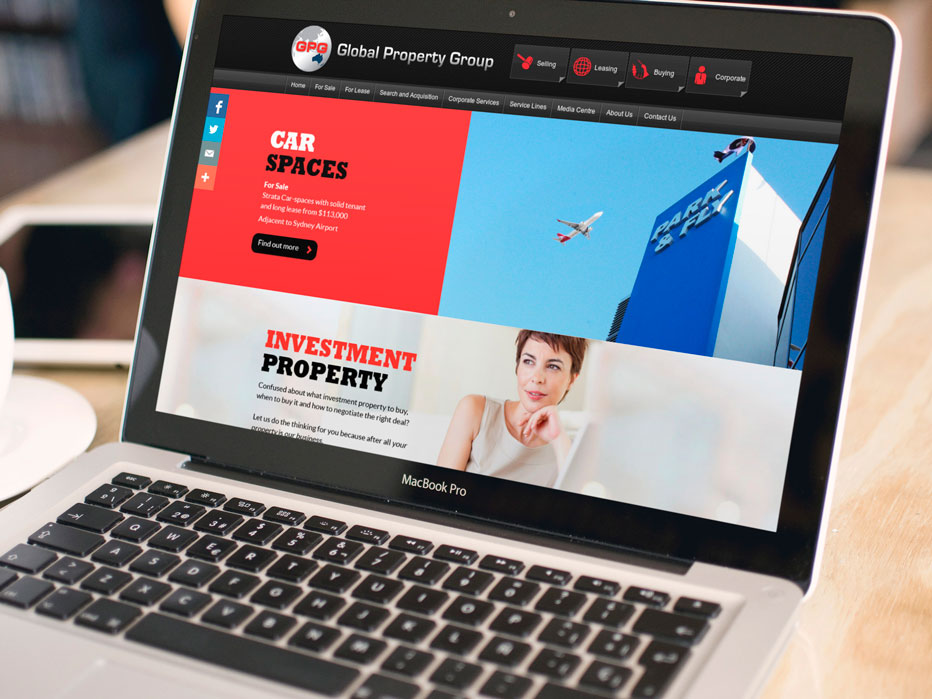 GPG
Global Property Group
Selling
Leasing
Buying
Corporate
Home For Sale For Lease Search and Acquisition Corporate Services Service Lines Media Centre About Us Contact Us
CAR
SPACES
For Sale
Strata Car-spaces with solid tenant
and long lease from $113,000
Adjacent to Sydney Airport
Find out more
PARK
& FLY
INVESTMENT
PROPERTY
Confused about what investment property to buy,
when to buy it and how to negotiate the right deal?
Let us do the thinking for you because after all your
property is our business
MacBook Pro
esc
Q W E R T Y U I O P
A S D F G H J K L
Z X C V B N M